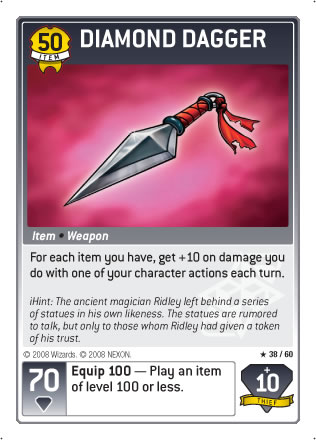 50
ITEM
DIAMOND DAGGER
Item • Weapon
For each item you have, get +10 on damage you
do with one of your character actions each turn.
iHint: The ancient magician Ridley left behind a series
of statues in his own likeness. The statues are rumored
to talk, but only to those whom Ridley had given a token
of his trust.
© 2008 Wizards. © 2008 NEXON. ★ 38 / 60
70
Equip 100 — Play an item
of level 100 or less.
+
10
THIEF